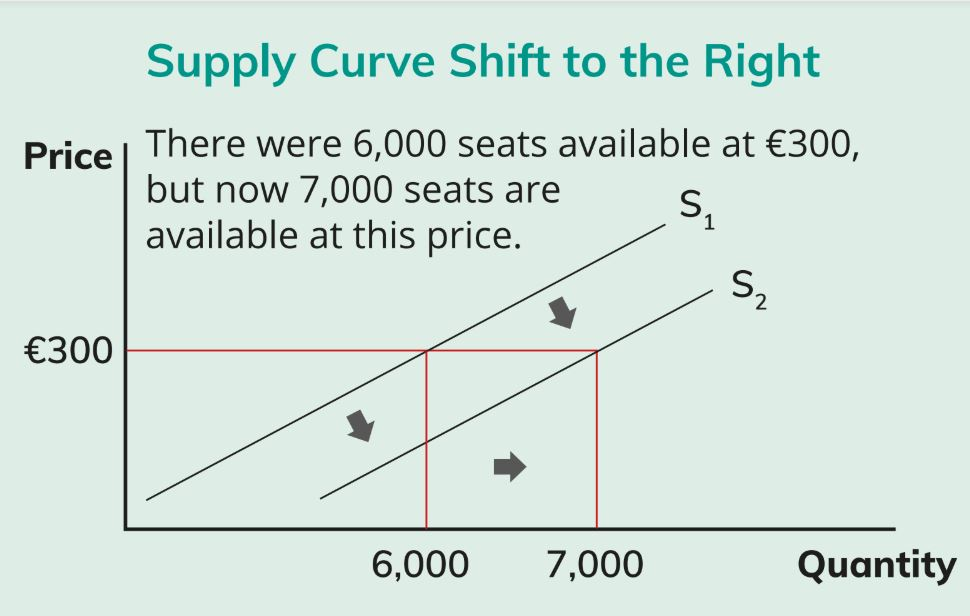 Supply Curve Shift to the Right
Price
There were 6,000 seats available at €300,
but now 7,000 seats are
available at this price.
S₁
S₂
€300
6,000
7,000
Quantity